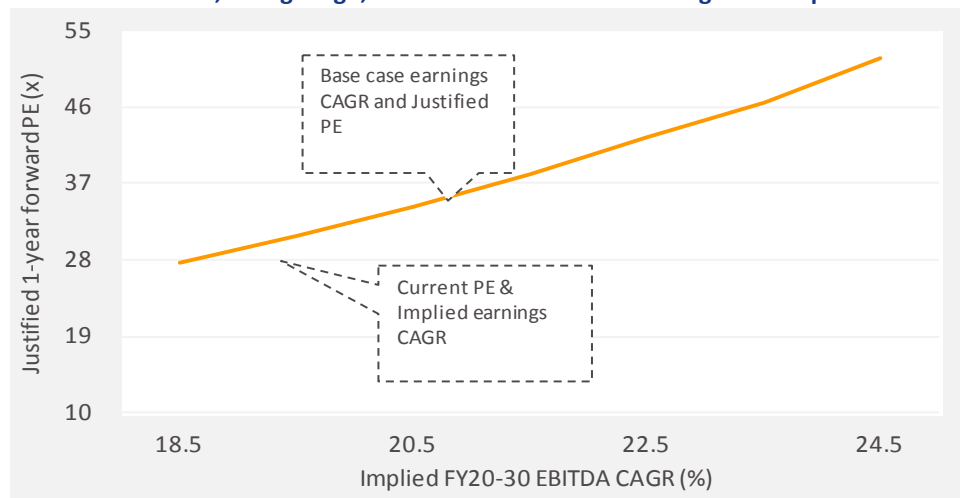 55
46
37
28
19
10
Justified 1-year forward PE (x)
Base case earnings
CAGR and Justified
PE
Current PE &
Implied earnings
CAGR
18.5 20.5 22.5 24.5
Implied FY20-30 EBITDA CAGR (%)